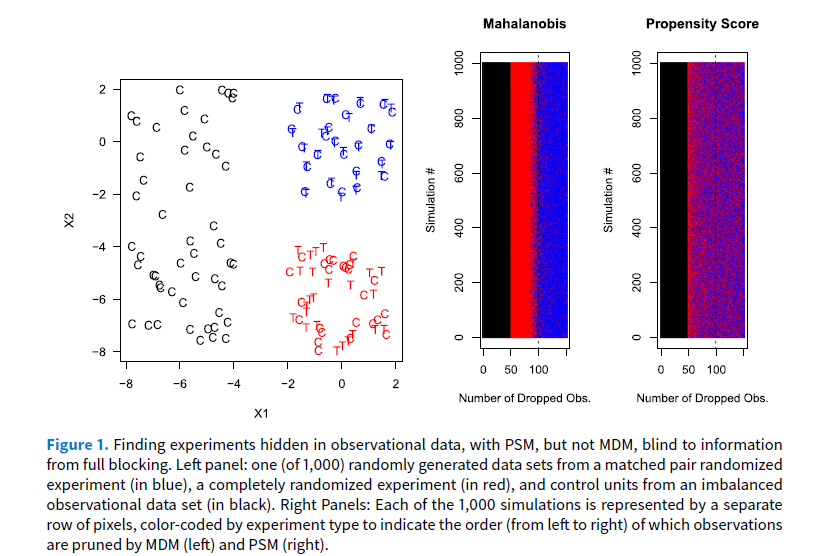 Mahalanobis
Propensity Score
X2
2
0
−2
−4
−6
−8
−8
−6
−4
−2
0
2
X1
Simulation #
0
200
400
600
800
1000
0
50
100
Number of Dropped Obs.
Simulation #
0
200
400
600
800
1000
0
50
100
Number of Dropped Obs.
Figure 1. Finding experiments hidden in observational data, with PSM, but not MDM, blind to information
from full blocking. Left panel: one (of 1,000) randomly generated data sets from a matched pair randomized
experiment (in blue), a completely randomized experiment (in red), and control units from an imbalanced
observational data set (in black). Right Panels: Each of the 1,000 simulations is represented by a separate
row of pixels, color-coded by experiment type to indicate the order (from left to right) of which observations
are pruned by MDM (left) and PSM (right).